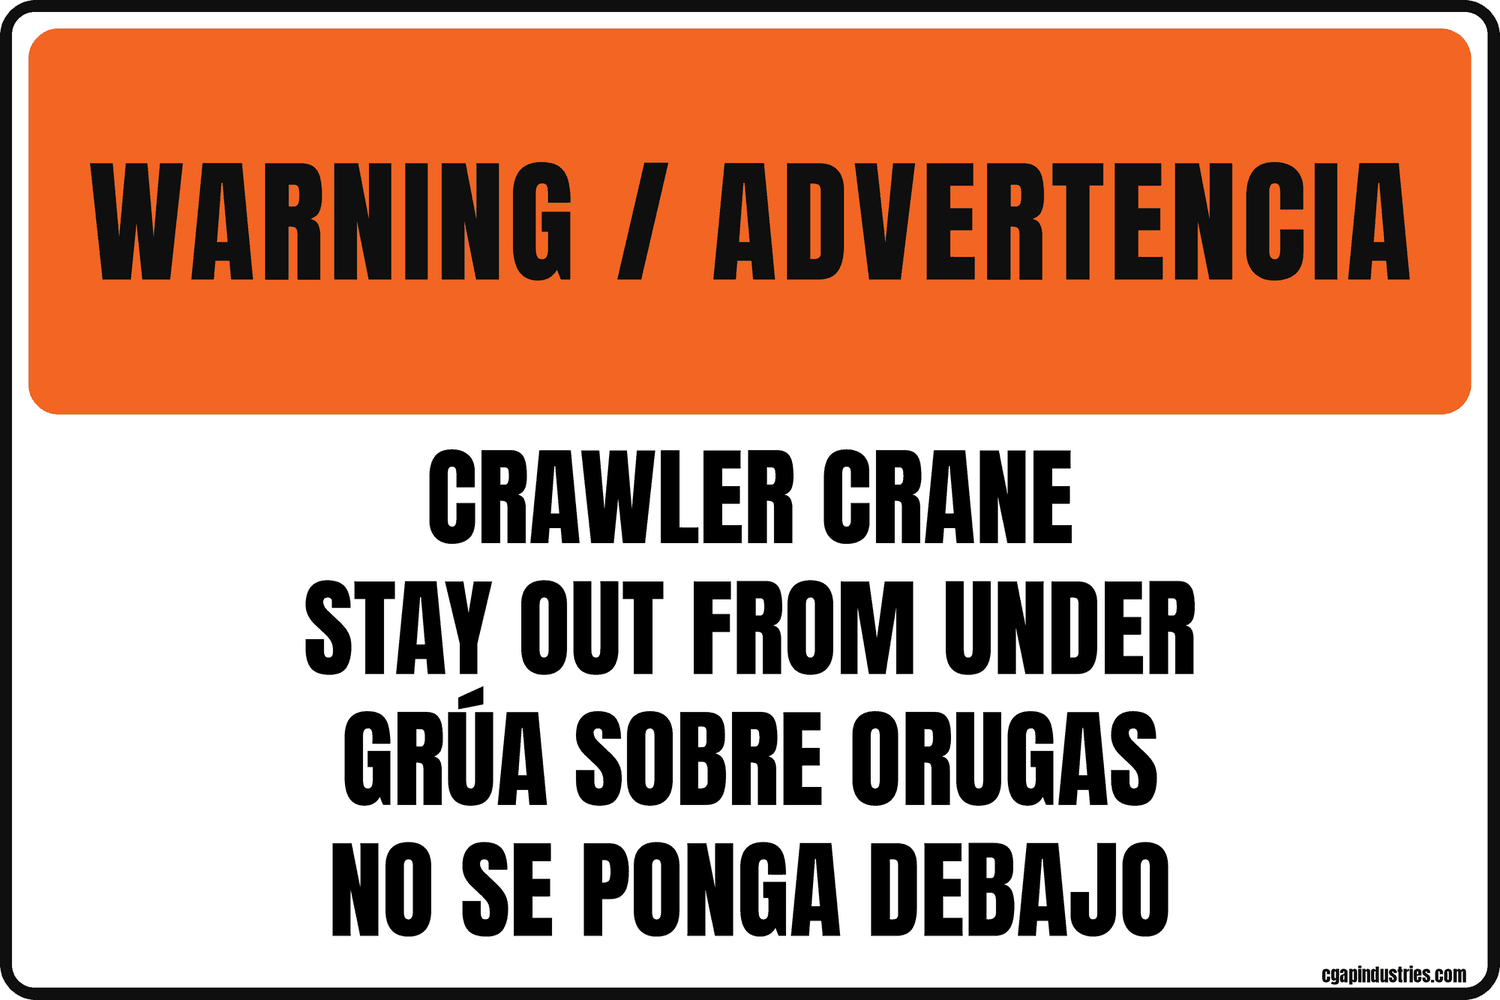 WARNING / ADVERTENCIA
CRAWLER CRANE
STAY OUT FROM UNDER
GRÚA SOBRE ORUGAS
NO SE PONGA DEBAJO
cgapindustries.com